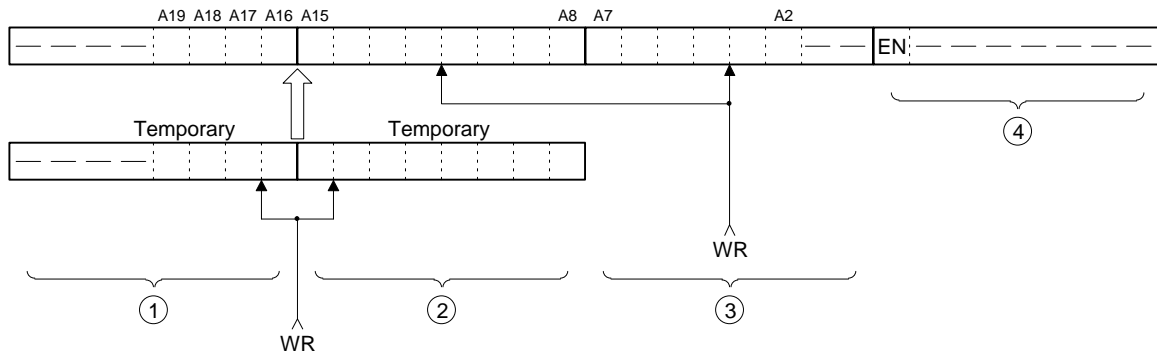 A19 A18 A17 A16 A15 A8 A7 A2
EN
Temporary Temporary
4
WR
1 2 3
WR